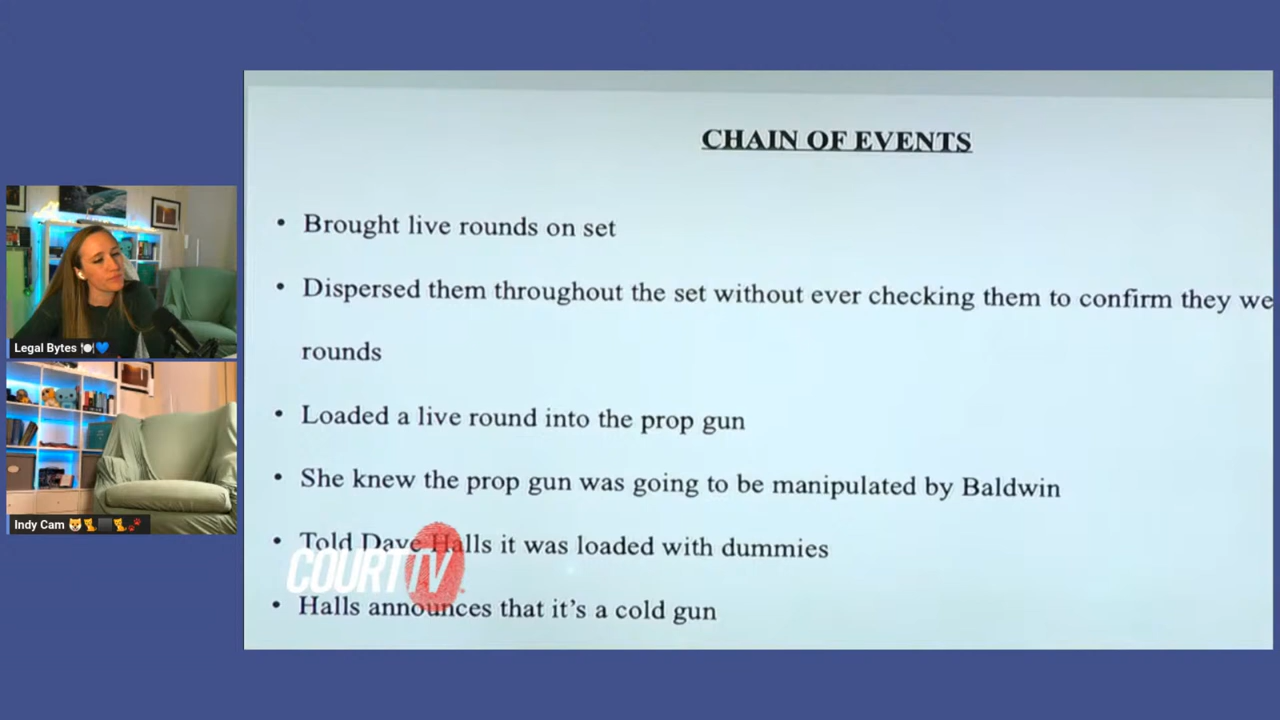 CHAIN OF EVENTS
• Brought live rounds on set
• Dispersed them throughout the set without ever checking them to confirm they we
rounds
• Loaded a live round into the prop gun
• She knew the prop gun was going to be manipulated by Baldwin
• Told Dave Halls it was loaded with dummies
COURT TV
• Halls announces that it's a cold gun
Legal Bytes 🍽💙
Indy Cam